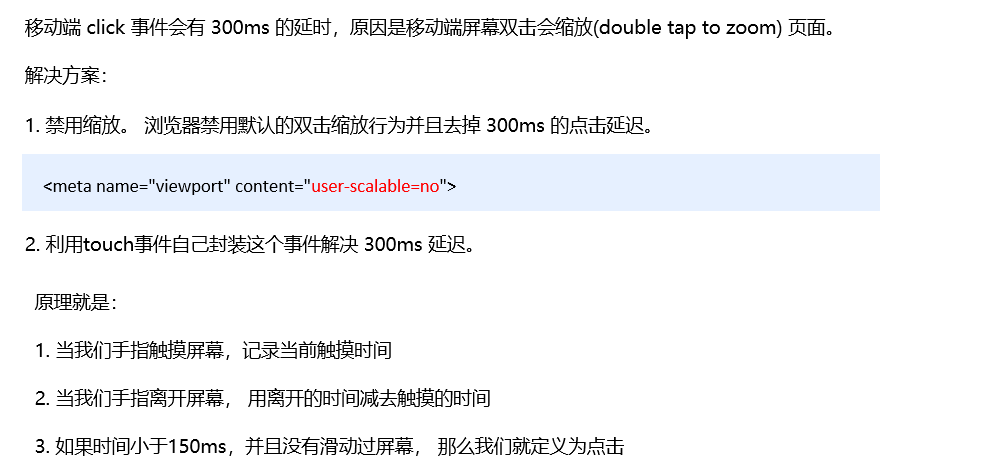 移动端 click 事件会有 300ms 的延时，原因是移动端屏幕双击会缩放(double tap to zoom) 页面。
解决方案：
1. 禁用缩放。 浏览器禁用默认的双击缩放行为并且去掉 300ms 的点击延迟。
<meta name="viewport" content="user-scalable=no">
2. 利用touch事件自己封装这个事件解决 300ms 延迟。
原理就是：
1. 当我们手指触摸屏幕，记录当前触摸时间
2. 当我们手指离开屏幕， 用离开的时间减去触摸的时间
3. 如果时间小于150ms，并且没有滑动过屏幕， 那么我们就定义为点击